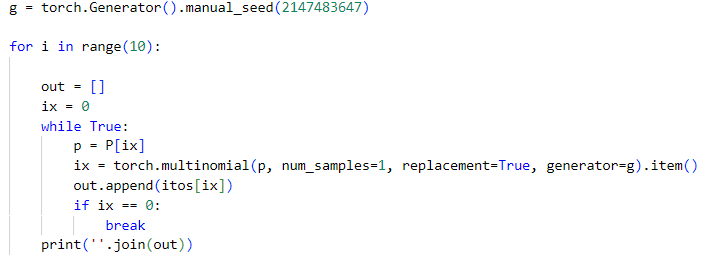 g = torch.Generator().manual_seed(2147483647)

for i in range(10):

    out = []
    ix = 0
    while True:
        p = P[ix]
        ix = torch.multinomial(p, num_samples=1, replacement=True, generator=g).item()
        out.append(itos[ix])
        if ix == 0:
            break
    print(''.join(out))